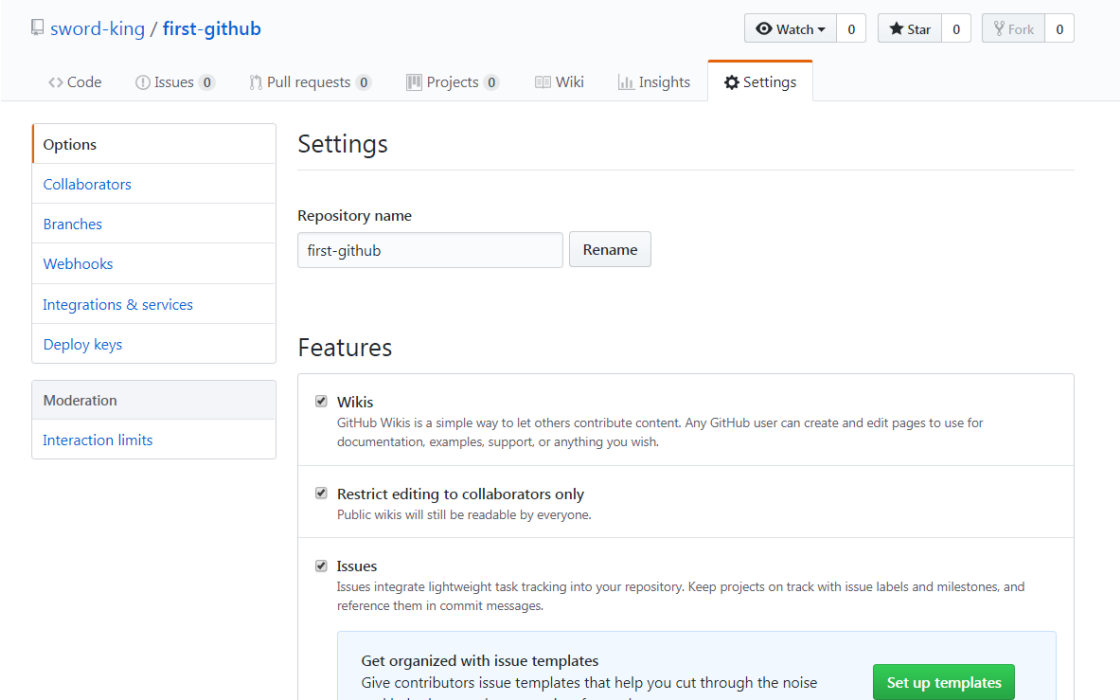 sword-king / first-github
Watch 0 Star 0 Fork 0
Code Issues 0 Pull requests 0 Projects 0 Wiki Insights Settings
Options
Collaborators
Branches
Webhooks
Integrations & services
Deploy keys
Moderation
Interaction limits
Settings
Repository name
first-github Rename
Features
Wikis
GitHub Wikis is a simple way to let others contribute content. Any GitHub user can create and edit pages to use for
documentation, examples, support, or anything you wish.
Restrict editing to collaborators only
Public wikis will still be readable by everyone.
Issues
Issues integrate lightweight task tracking into your repository. Keep projects on track with issue labels and milestones, and
reference them in commit messages.
Get organized with issue templates
Give contributors issue templates that help you cut through the noise
Set up templates